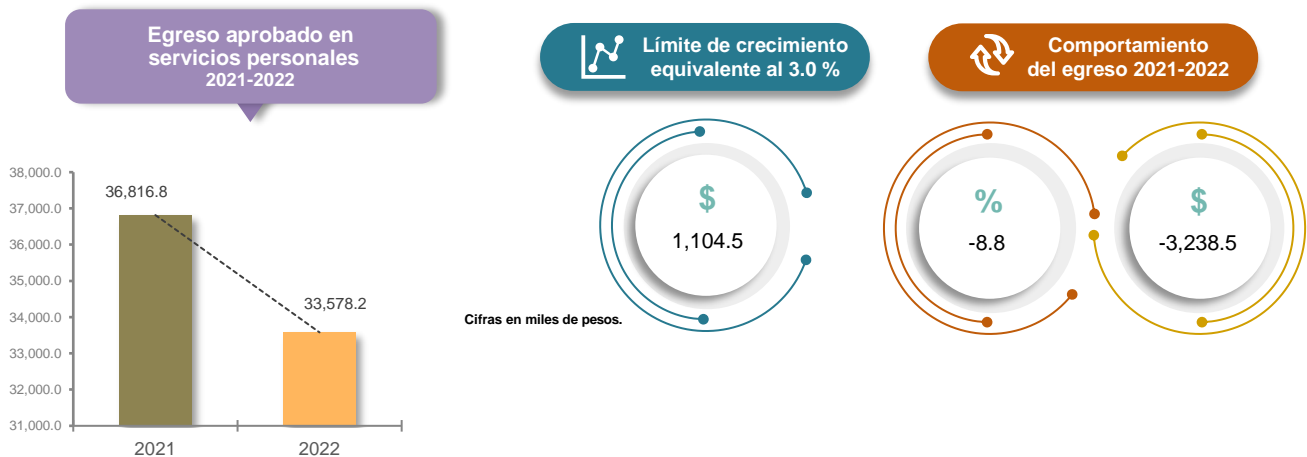 Egreso aprobado en
servicios personales
2021-2022
Límite de crecimiento
equivalente al 3.0 %
Comportamiento
del egreso 2021-2022
38,000.0
37,000.0
36,000.0
35,000.0
34,000.0
33,000.0
32,000.0
31,000.0
36,816.8
33,578.2
2021
2022
$
1,104.5
%
-8.8
$
-3,238.5
Cifras en miles de pesos.